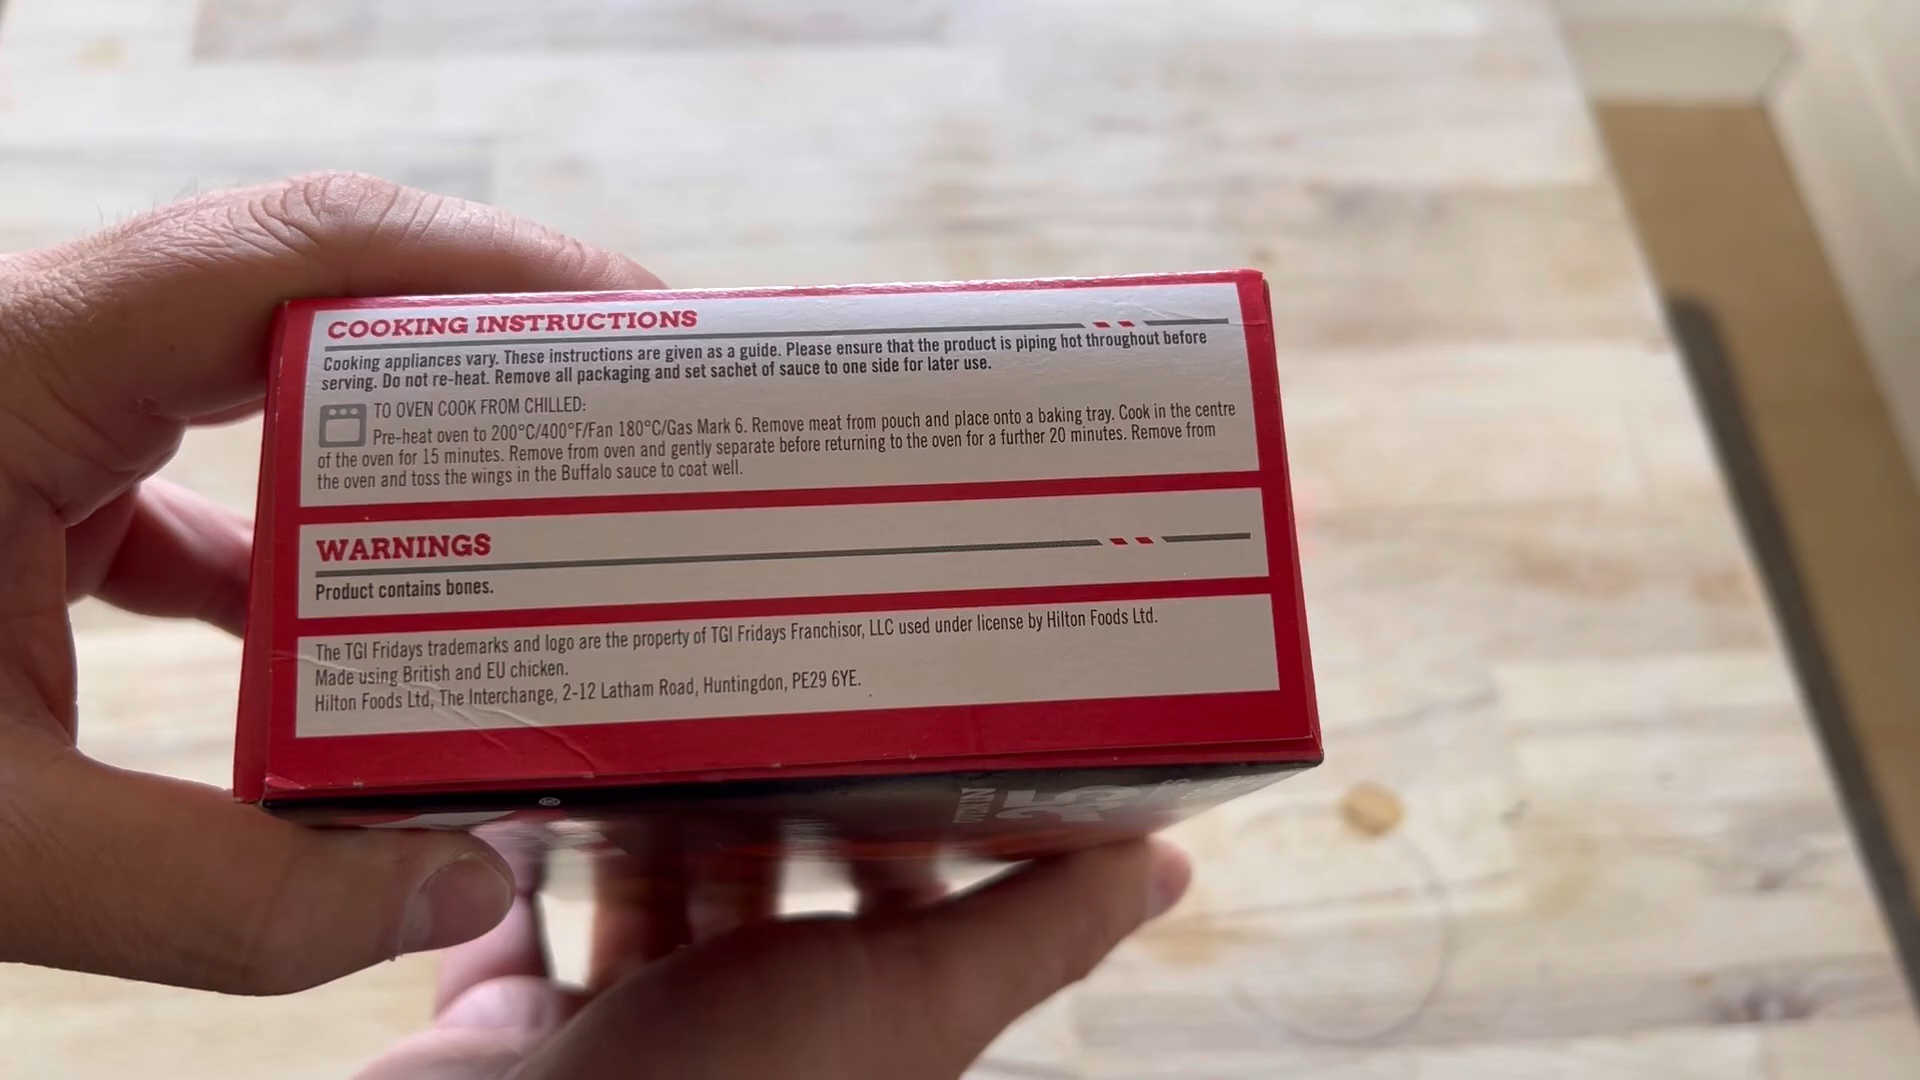 COOKING INSTRUCTIONS
Cooking appliances vary. These instructions are given as a guide. Please ensure that the product is piping hot throughout before
serving. Do not re-heat. Remove all packaging and set sachet of sauce to one side for later use.
TO OVEN COOK FROM CHILLED:
Pre-heat oven to 200°C/400°F/Fan 180°C/Gas Mark 6. Remove meat from pouch and place onto a baking tray. Cook in the centre
of the oven for 15 minutes. Remove from oven and gently separate before returning to the oven for a further 20 minutes. Remove from
the oven and toss the wings in the Buffalo sauce to coat well.
WARNINGS
Product contains bones.
The TGI Fridays trademarks and logo are the property of TGI Fridays Franchisor, LLC used under license by Hilton Foods Ltd.
Made using British and EU chicken.
Hilton Foods Ltd, The Interchange, 2-12 Latham Road, Huntingdon, PE29 6YE.
®